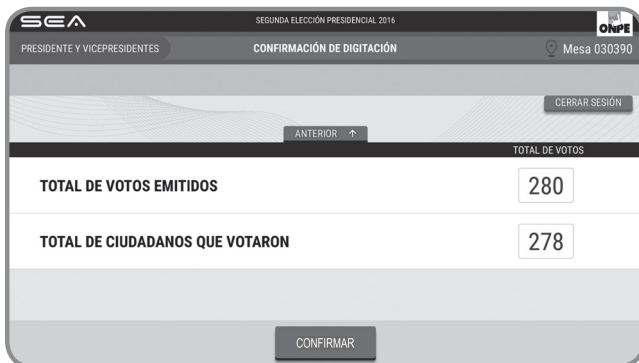 SEA
SEGUNDA ELECCIÓN PRESIDENCIAL 2016
ONPE
PRESIDENTE Y VICEPRESIDENTES
CONFIRMACIÓN DE DIGITACIÓN
Mesa 030390
CERRAR SESIÓN
ANTERIOR ↑
TOTAL DE VOTOS
TOTAL DE VOTOS EMITIDOS 280
TOTAL DE CIUDADANOS QUE VOTARON 278
CONFIRMAR